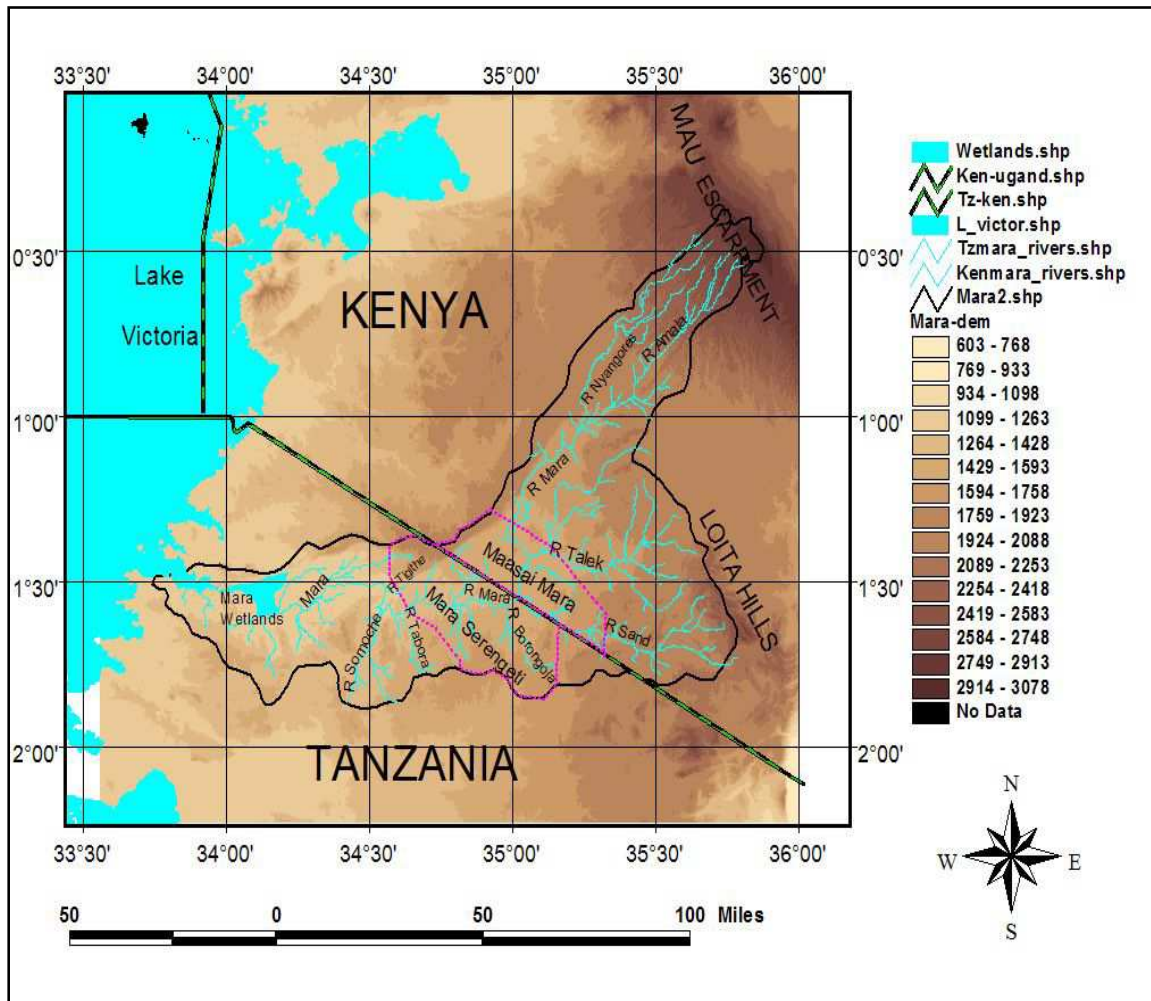 33°30' 34°00' 34°30' 35°00' 35°30' 36°00'
MAU ESCARPMENT
0°30' 0°30'
Lake
Victoria
KENYA
R Nyangores
R Amala
1°00' 1°00'
R Mara
LOITA HILLS
R Talek
Maasai Mara
1°30' 1°30'
Mara
Wetlands
Mara
R Tigithe
R Mara
Mara Serengeti
R Sand
R Somoche
R Tabora
R Borongoja
2°00' 2°00'
TANZANIA
33°30' 34°00' 34°30' 35°00' 35°30' 36°00'
50 0 50 100 Miles
Wetlands.shp
Ken-ugand.shp
Tz-ken.shp
L_victor.shp
Tzmara_rivers.shp
Kenmara_rivers.shp
Mara2.shp
Mara-dem
603 - 768
769 - 933
934 - 1098
1099 - 1263
1264 - 1428
1429 - 1593
1594 - 1758
1759 - 1923
1924 - 2088
2089 - 2253
2254 - 2418
2419 - 2583
2584 - 2748
2749 - 2913
2914 - 3078
No Data
N
W E
S